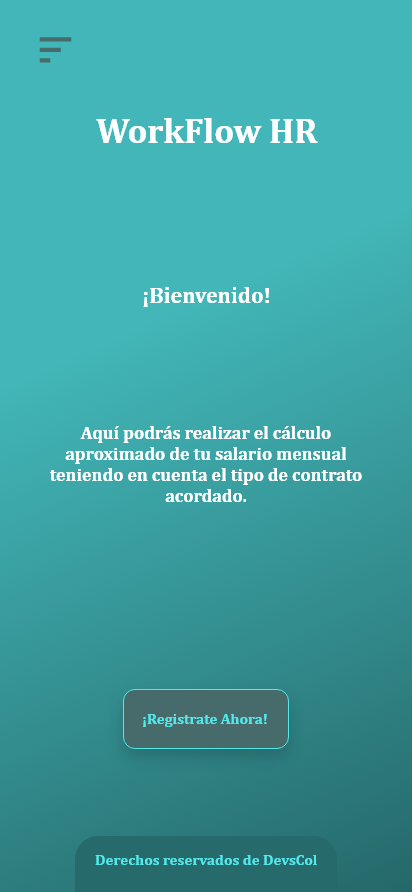 WorkFlow HR
¡Bienvenido!
Aquí podrás realizar el cálculo
aproximado de tu salario mensual
teniendo en cuenta el tipo de contrato
acordado.
¡Registrate Ahora!
Derechos reservados de DevsCol